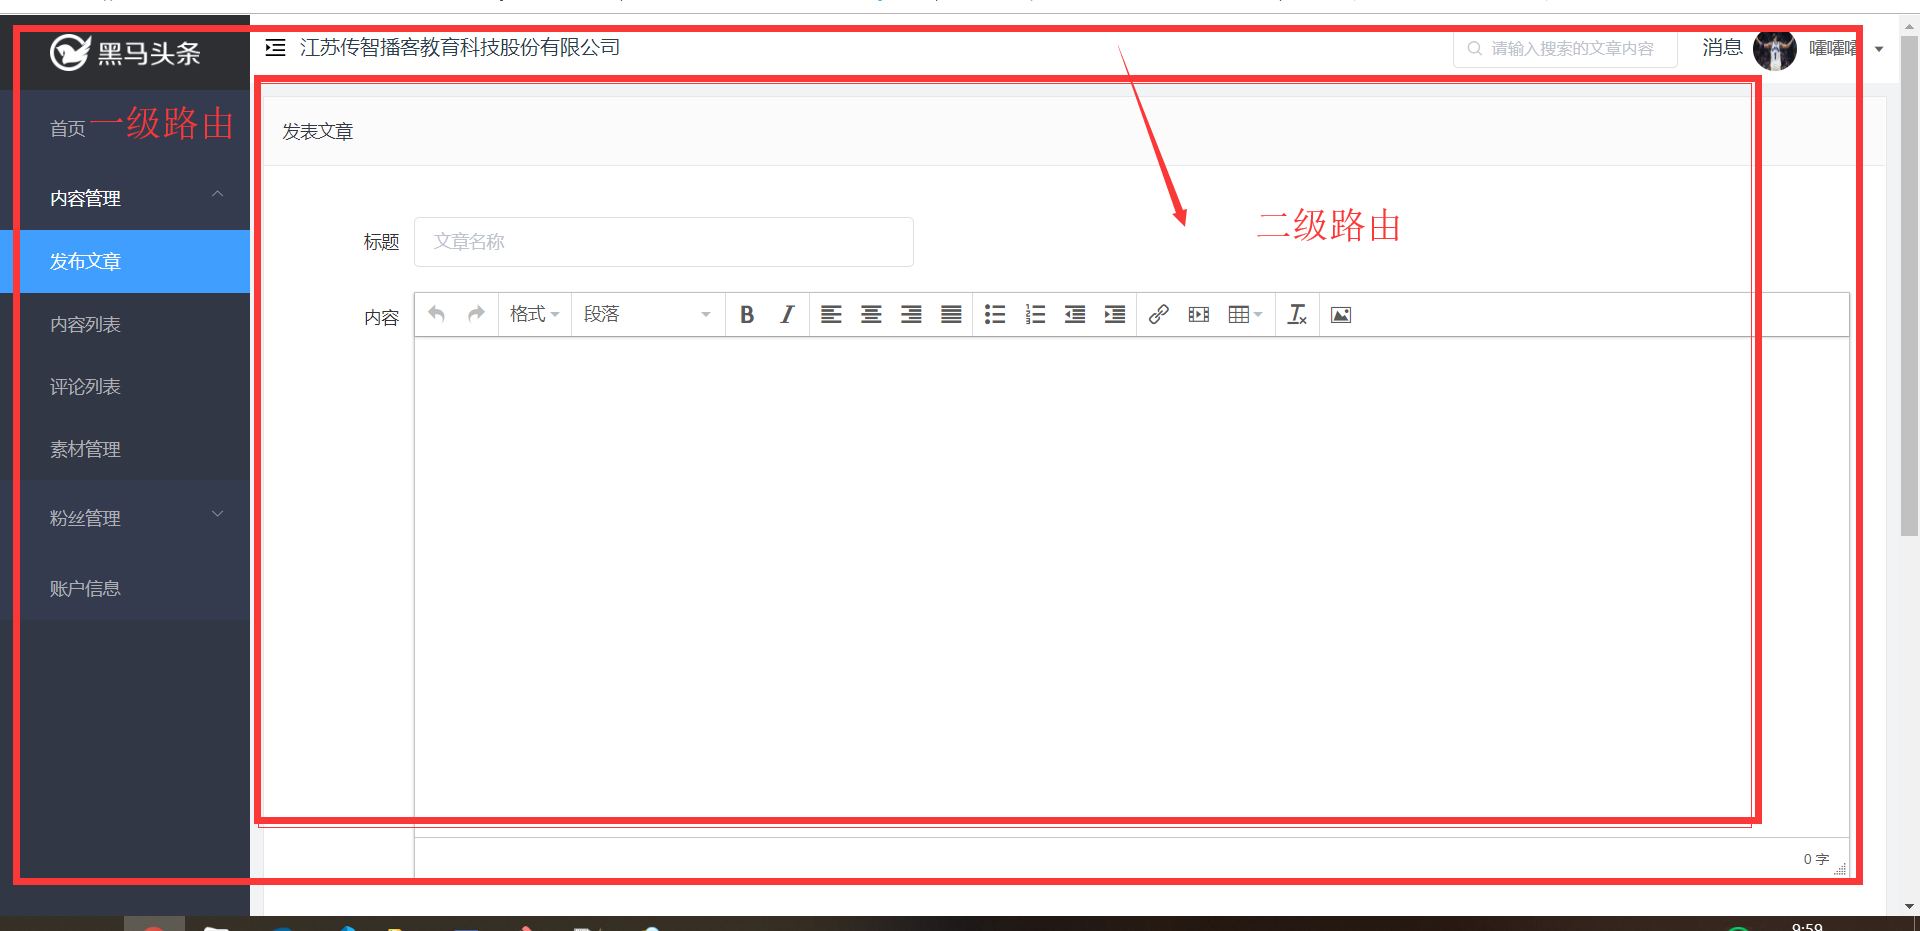 黑马头条
江苏传智播客教育科技股份有限公司
请输入搜索的文章内容
消息
嚯嚯嚯
首页
一级路由
内容管理
发布文章
内容列表
评论列表
素材管理
粉丝管理
账户信息
发表文章
二级路由
标题
文章名称
内容
格式
段落
B I
0 字
9:59